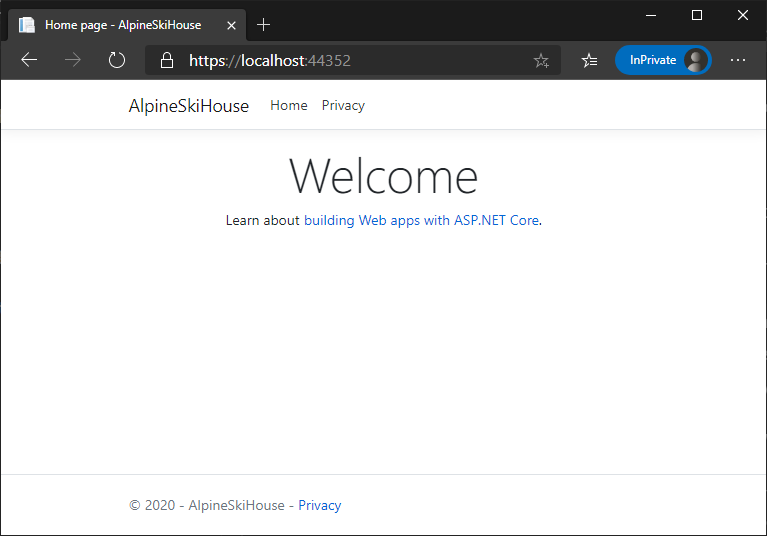 Home page - AlpineSkiHouse
https://localhost:44352
InPrivate
AlpineSkiHouse Home Privacy
Welcome
Learn about building Web apps with ASP.NET Core.
© 2020 - AlpineSkiHouse - Privacy